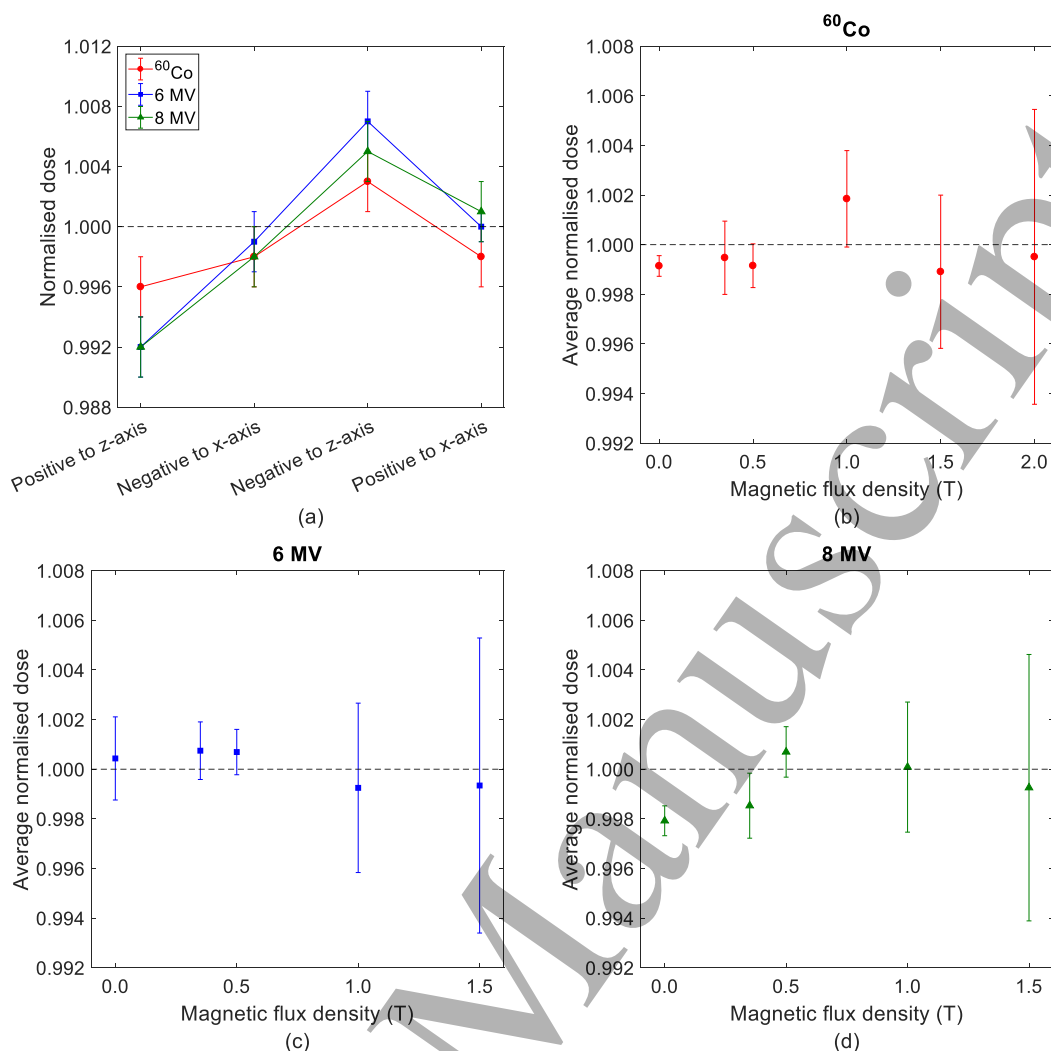 1.012
1.008
1.004
1.000
0.996
0.992
0.988
Normalised dose
⁶⁰Co
6 MV
8 MV
Positive to z-axis
Negative to x-axis
Negative to z-axis
Positive to x-axis
(a)
⁶⁰Co
1.008
1.006
1.004
1.002
1.000
0.998
0.996
0.994
0.992
Average normalised dose
0.0 0.5 1.0 1.5 2.0
Magnetic flux density (T)
(b)
6 MV
1.008
1.006
1.004
1.002
1.000
0.998
0.996
0.994
0.992
Average normalised dose
0.0 0.5 1.0 1.5
Magnetic flux density (T)
(c)
8 MV
1.008
1.006
1.004
1.002
1.000
0.998
0.996
0.994
0.992
Average normalised dose
0.0 0.5 1.0 1.5
Magnetic flux density (T)
(d)
Manuscrip